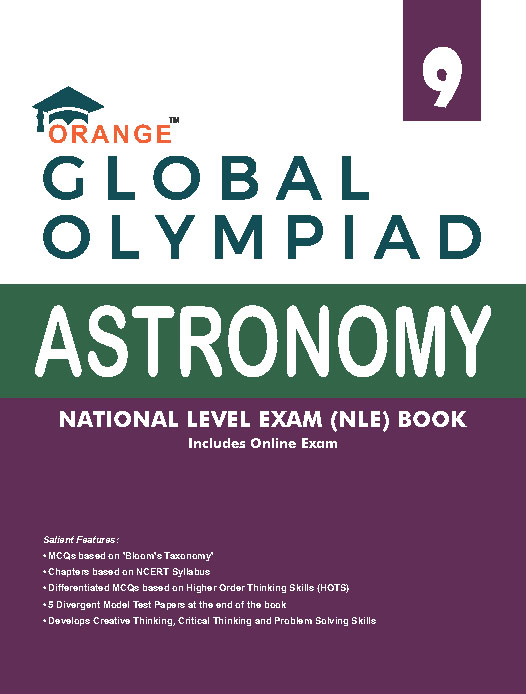 9
ORANGE™
GLOBAL
OLYMPIAD
ASTRONOMY
NATIONAL LEVEL EXAM (NLE) BOOK
Includes Online Exam
Salient Features:
• MCQs based on 'Bloom's Taxonomy'
• Chapters based on NCERT Syllabus
• Differentiated MCQs based on Higher Order Thinking Skills (HOTS)
• 5 Divergent Model Test Papers at the end of the book
• Develops Creative Thinking, Critical Thinking and Problem Solving Skills